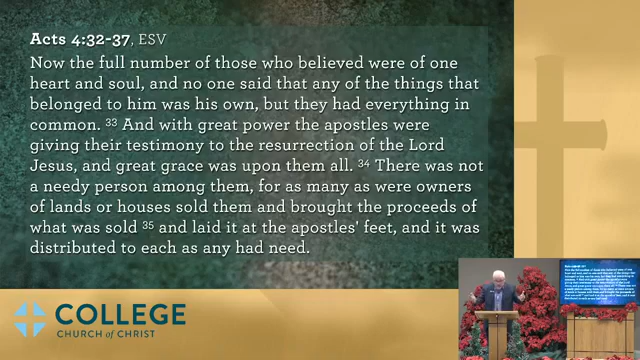 Acts 4:32-37, ESV
Now the full number of those who believed were of one
heart and soul, and no one said that any of the things that
belonged to him was his own, but they had everything in
common. 33 And with great power the apostles were
giving their testimony to the resurrection of the Lord
Jesus, and great grace was upon them all. 34 There was not
a needy person among them, for as many as were owners
of lands or houses sold them and brought the proceeds of
what was sold 35 and laid it at the apostles' feet, and it was
distributed to each as any had need.
COLLEGE
CHURCH of CHRIST